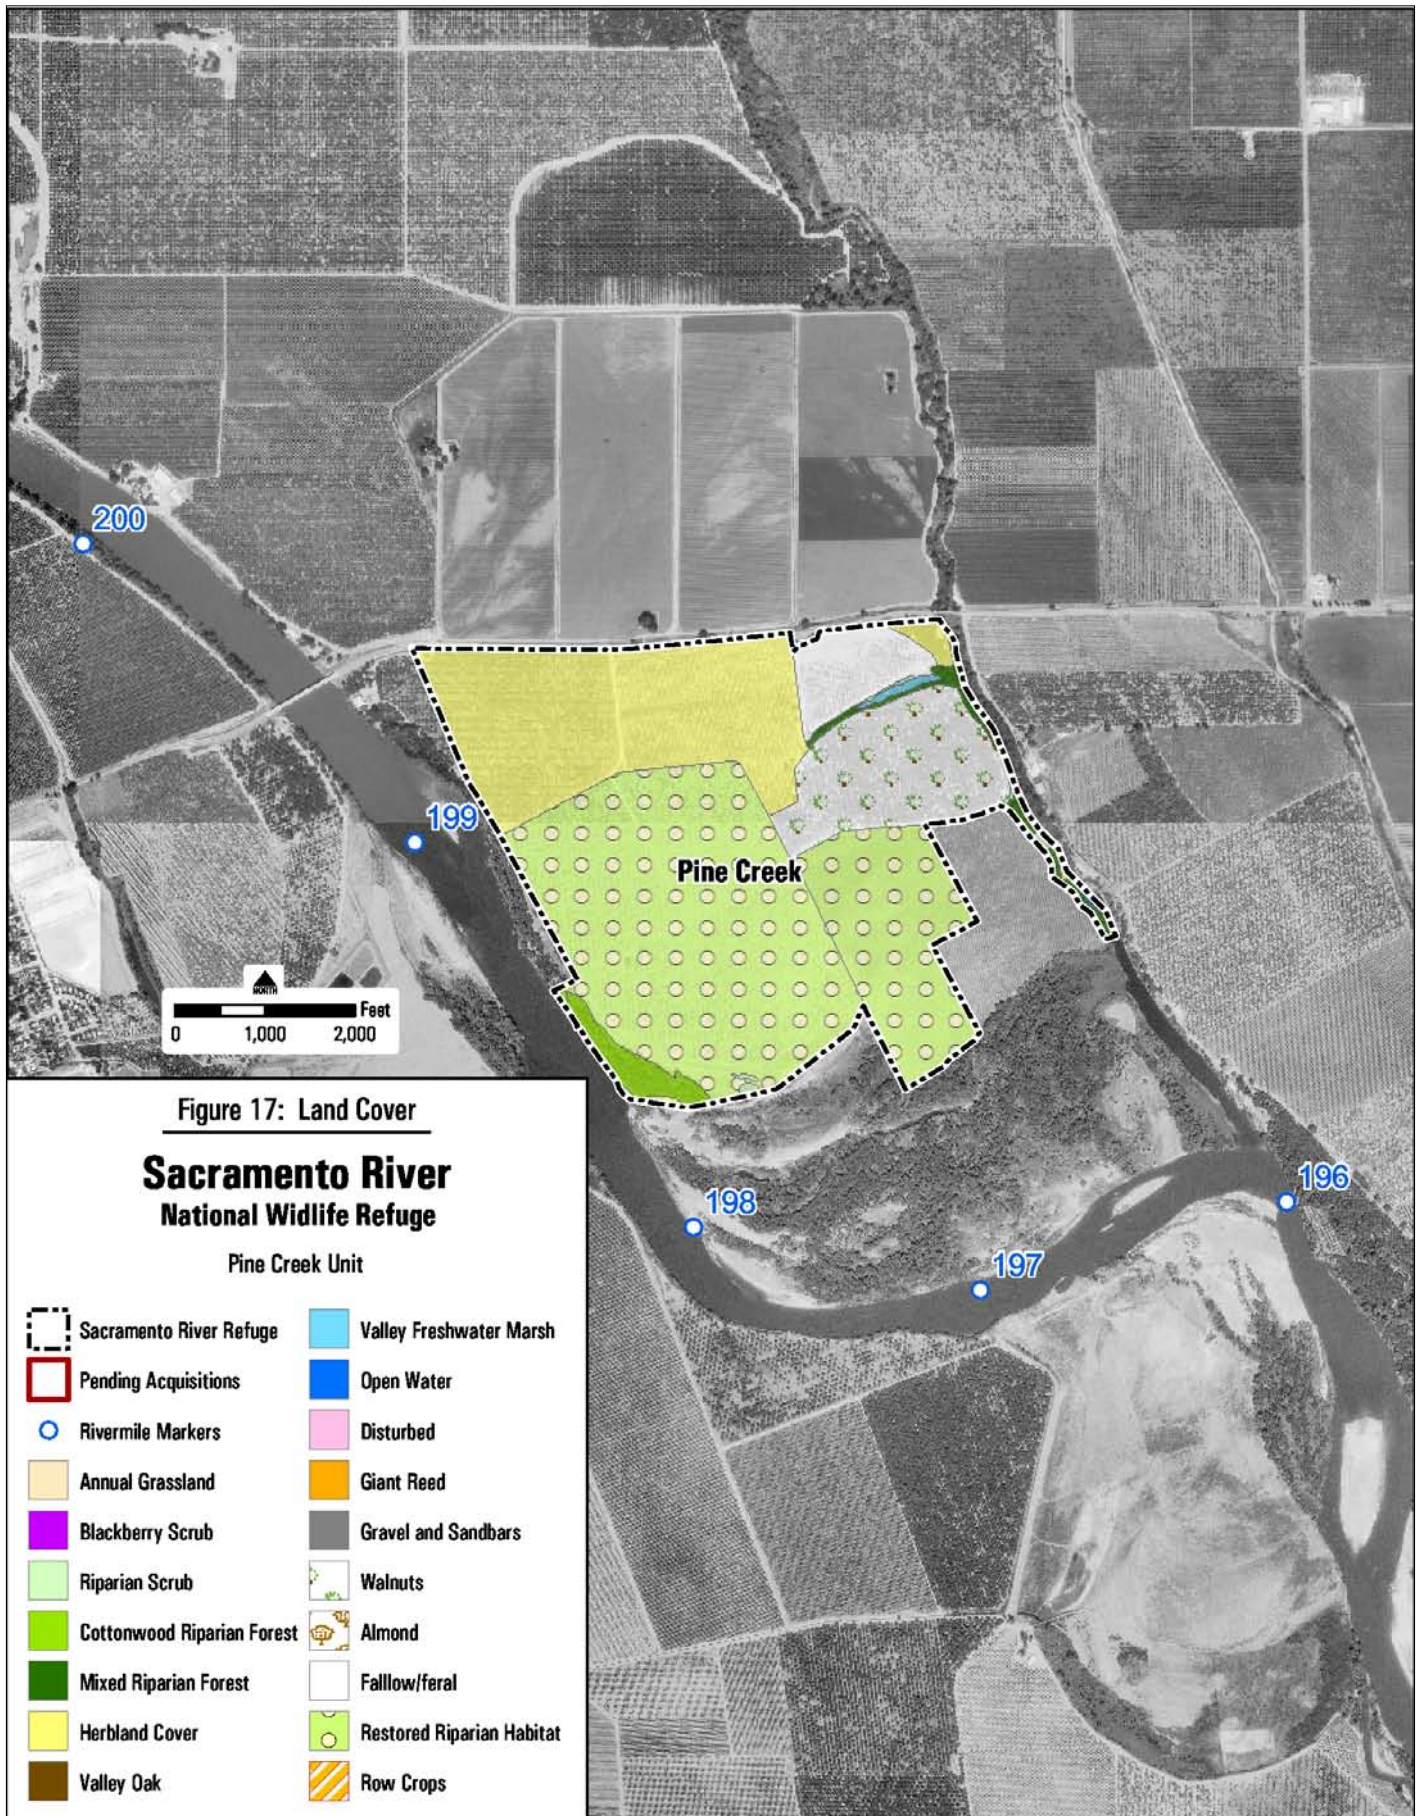 200
199
Pine Creek
NORTH
Feet
0 1,000 2,000
198
197
196
Figure 17: Land Cover
Sacramento River
National Widlife Refuge
Pine Creek Unit
Sacramento River Refuge
Pending Acquisitions
Rivermile Markers
Annual Grassland
Blackberry Scrub
Riparian Scrub
Cottonwood Riparian Forest
Mixed Riparian Forest
Herbland Cover
Valley Oak
Valley Freshwater Marsh
Open Water
Disturbed
Giant Reed
Gravel and Sandbars
Walnuts
Almond
Falllow/feral
Restored Riparian Habitat
Row Crops